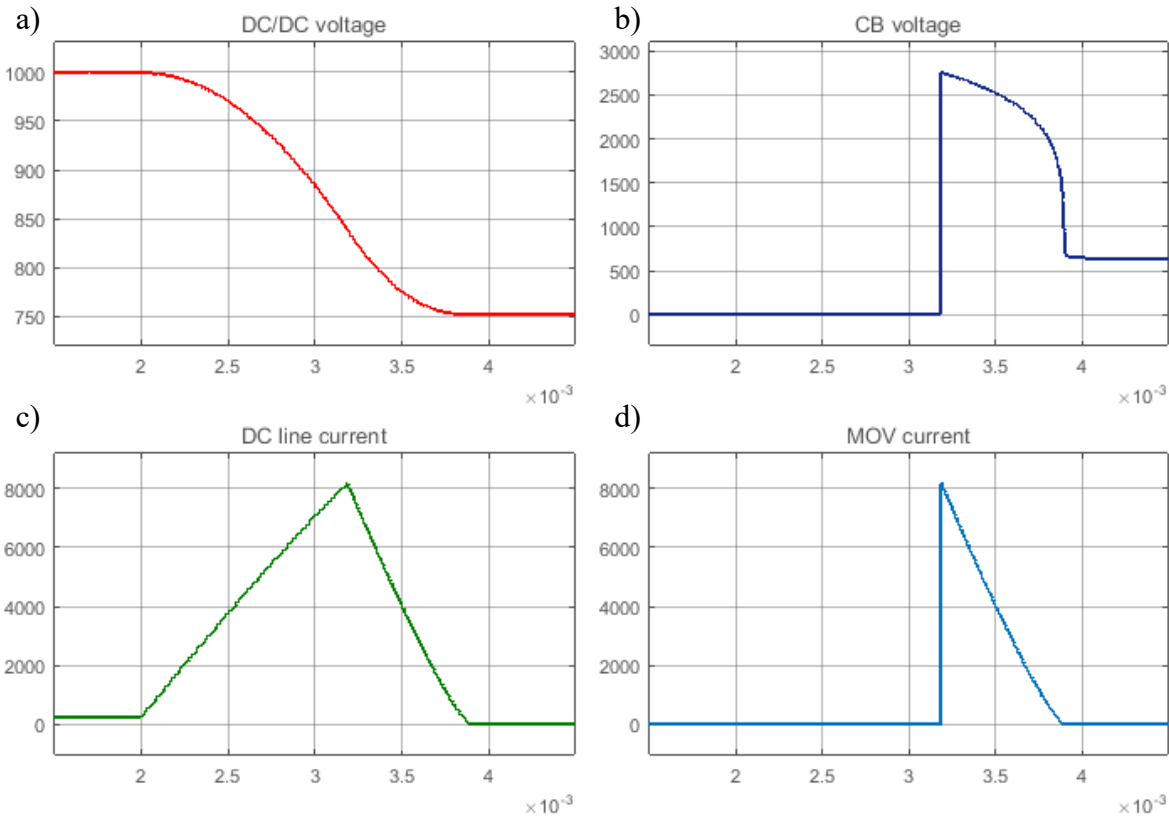 a)
DC/DC voltage
1000
950
900
850
800
750
2 2.5 3 3.5 4
×10-3
b)
CB voltage
3000
2500
2000
1500
1000
500
0
2 2.5 3 3.5 4
×10-3
c)
DC line current
8000
6000
4000
2000
0
2 2.5 3 3.5 4
×10-3
d)
MOV current
8000
6000
4000
2000
0
2 2.5 3 3.5 4
×10-3